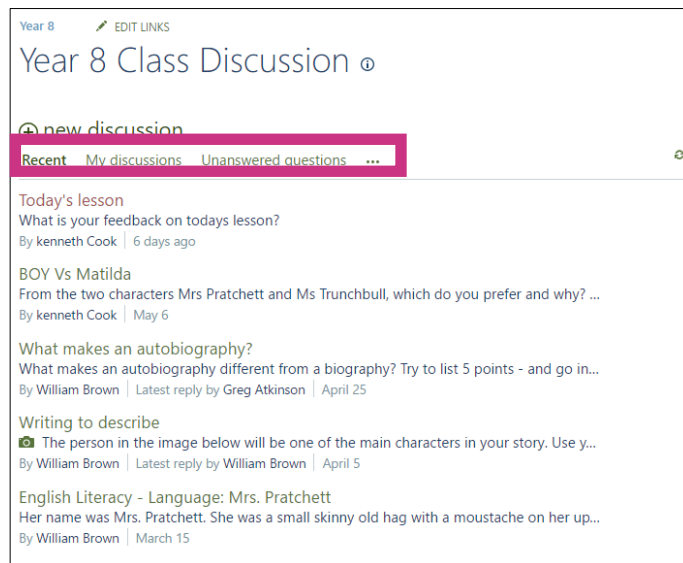 Year 8 EDIT LINKS
Year 8 Class Discussion
new discussion
Recent My discussions Unanswered questions ...
Today's lesson
What is your feedback on todays lesson?
By kenneth Cook | 6 days ago
BOY Vs Matilda
From the two characters Mrs Pratchett and Ms Trunchbull, which do you prefer and why? ...
By kenneth Cook | May 6
What makes an autobiography?
What makes an autobiography different from a biography? Try to list 5 points - and go in...
By William Brown | Latest reply by Greg Atkinson | April 25
Writing to describe
The person in the image below will be one of the main characters in your story. Use y...
By William Brown | Latest reply by William Brown | April 5
English Literacy - Language: Mrs. Pratchett
Her name was Mrs. Pratchett. She was a small skinny old hag with a moustache on her up...
By William Brown | March 15